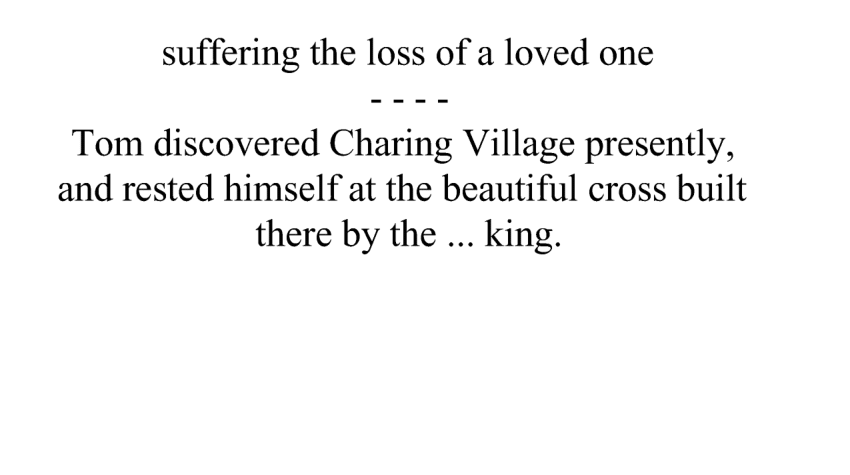 suffering the loss of a loved one
- - - -
Tom discovered Charing Village presently,
and rested himself at the beautiful cross built
there by the ... king.